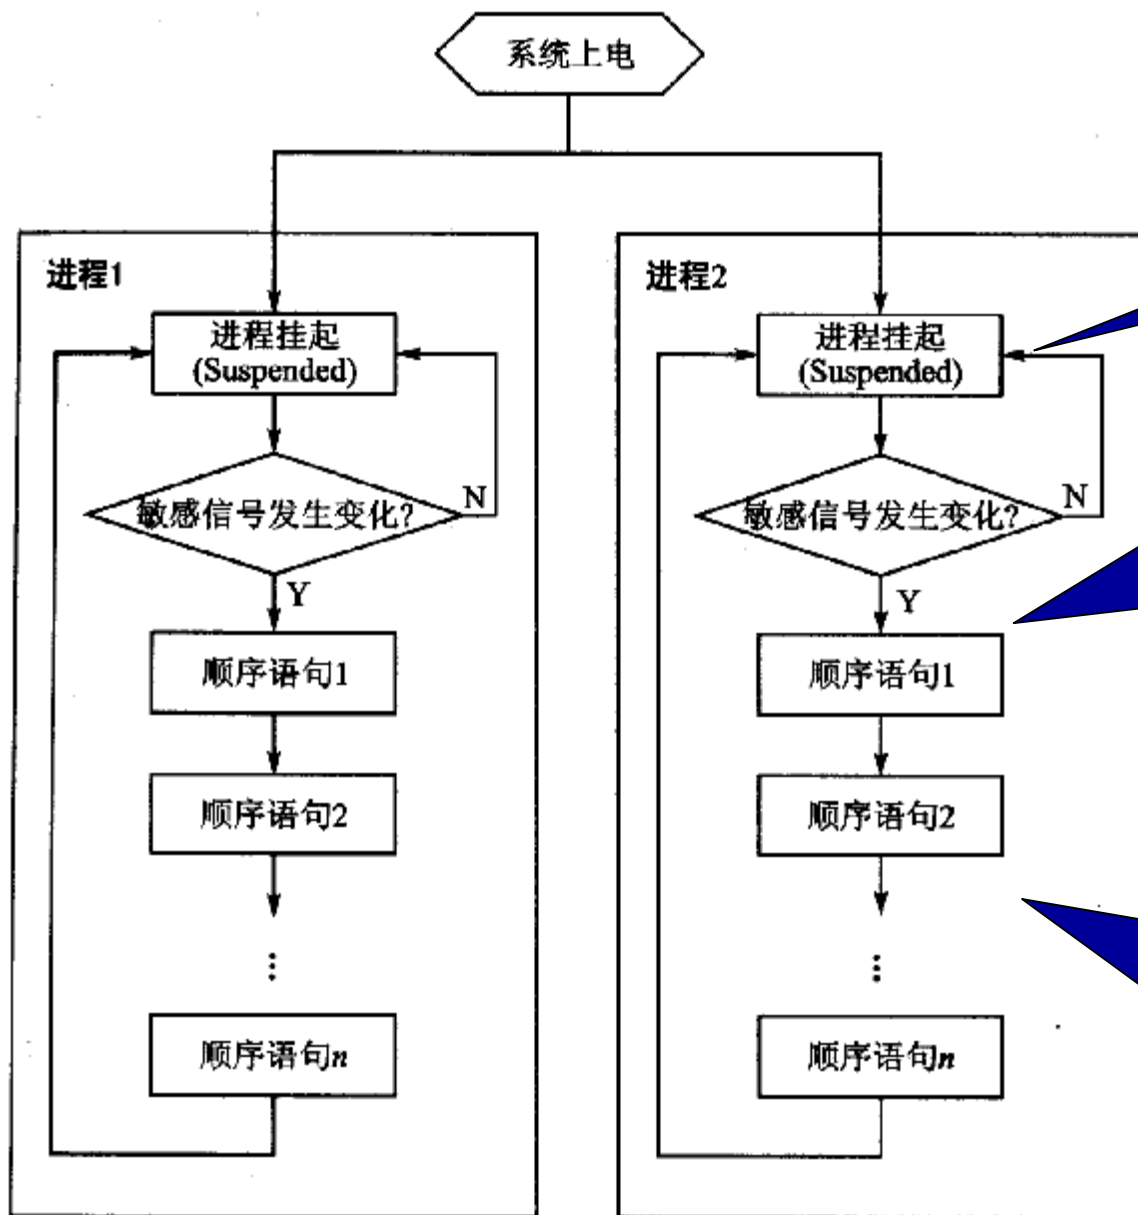 系统上电
进程1
进程挂起
(Suspended)
敏感信号发生变化?
N
Y
顺序语句1
顺序语句2
⋮
顺序语句n
进程2
进程挂起
(Suspended)
敏感信号发生变化?
N
Y
顺序语句1
顺序语句2
⋮
顺序语句n